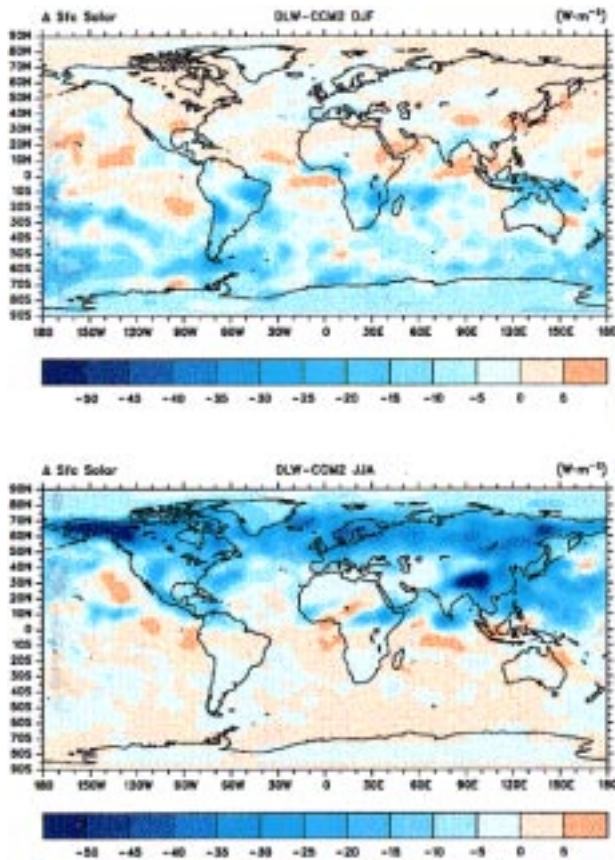 Δ Sfc Solar DLW-CCM2 DJF (W·m⁻²)
90N
80N
70N
60N
50N
40N
30N
20N
10N
0
10S
20S
30S
40S
50S
60S
70S
80S
90S
180 150W 120W 90W 60W 30W 0 30E 60E 90E 120E 150E 180
-50 -45 -40 -35 -30 -25 -20 -15 -10 -5 0 5
Δ Sfc Solar DLW-CCM2 JJA (W·m⁻²)
90N
80N
70N
60N
50N
40N
30N
20N
10N
0
10S
20S
30S
40S
50S
60S
70S
80S
90S
180 150W 120W 90W 60W 30W 0 30E 60E 90E 120E 150E 180
-50 -45 -40 -35 -30 -25 -20 -15 -10 -5 0 5